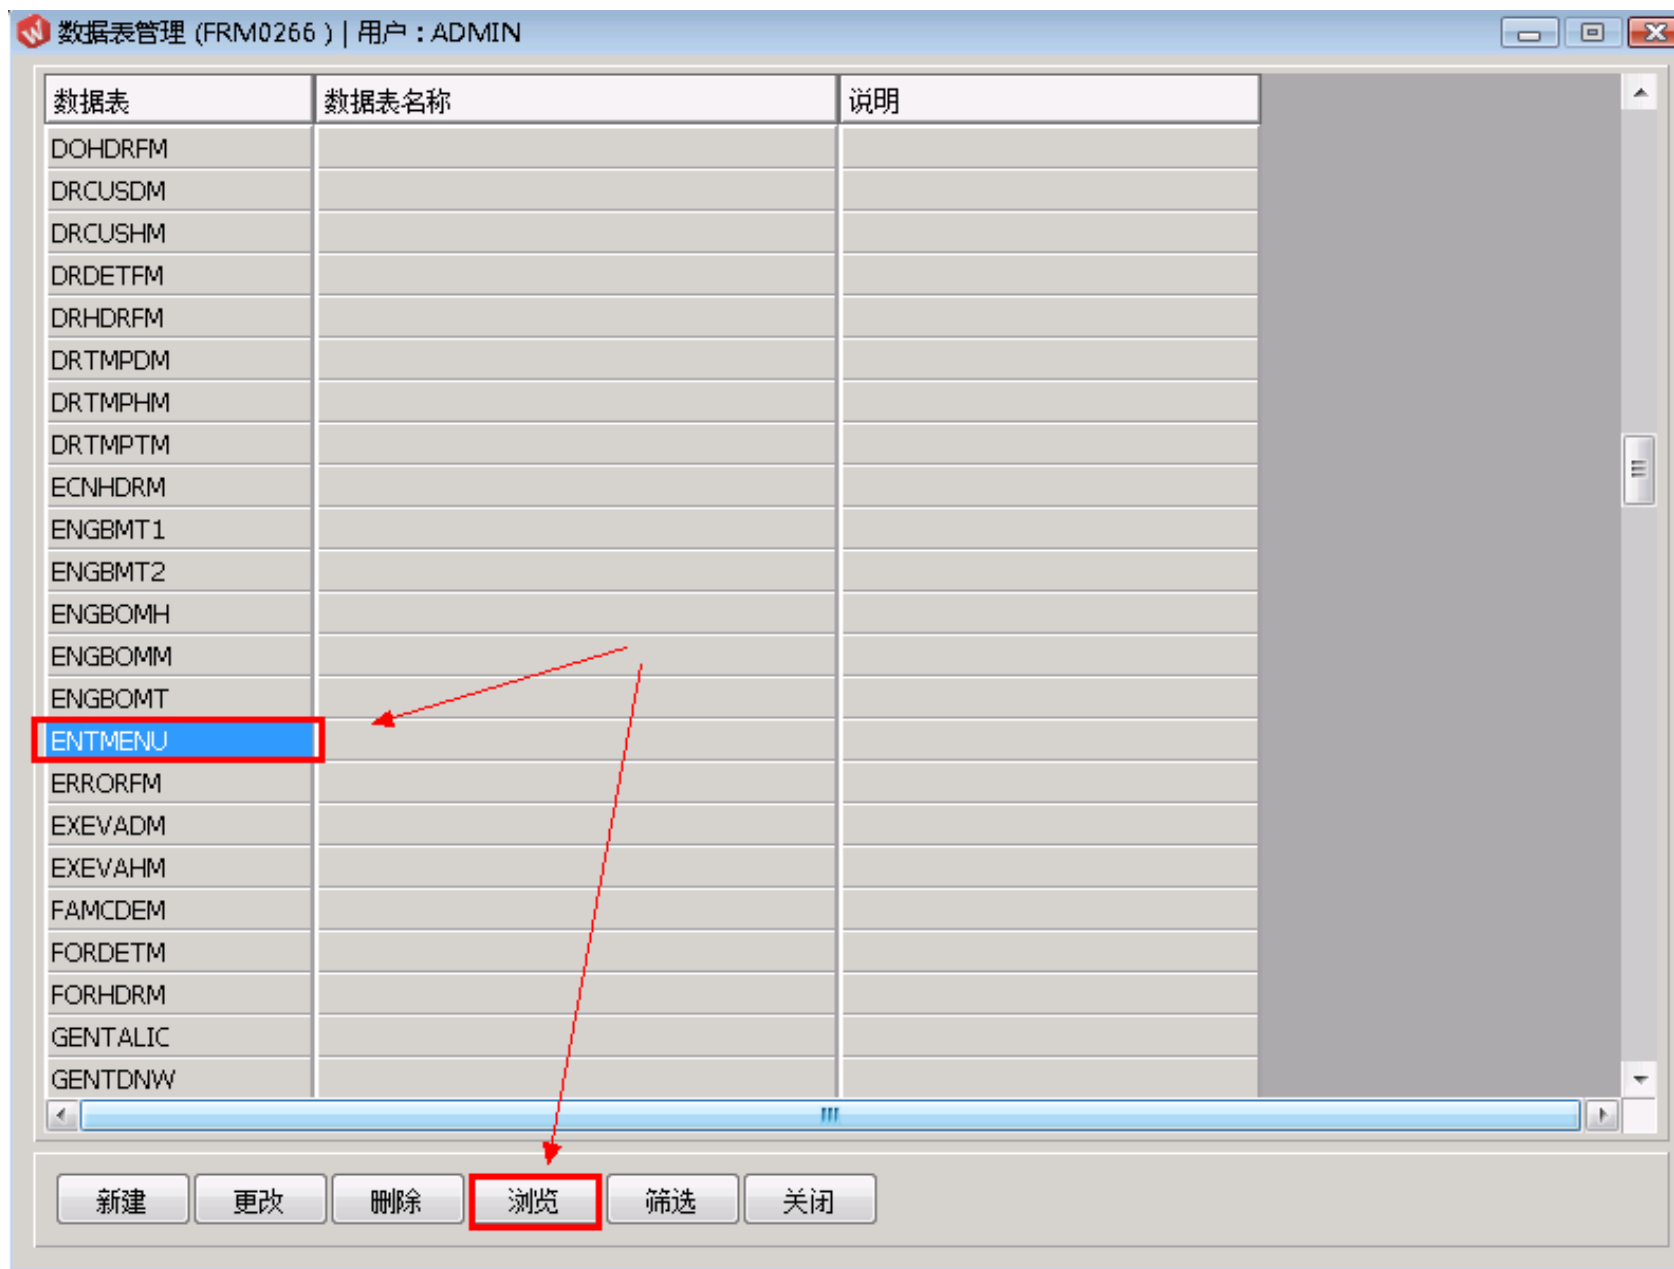 数据表管理 (FRM0266 ) | 用户 : ADMIN
数据表 数据表名称 说明
DOHDRFM
DRCUSDM
DRCUSHM
DRDETFM
DRHDRFM
DRTMPDM
DRTMPHM
DRTMPTM
ECNHDRM
ENGBMT1
ENGBMT2
ENGBOMH
ENGBOMM
ENGBOMT
ENTMENU
ERRORFM
EXEVADM
EXEVAHM
FAMCDEM
FORDETM
FORHDRM
GENTALIC
GENTDNW
新建 更改 删除 浏览 筛选 关闭